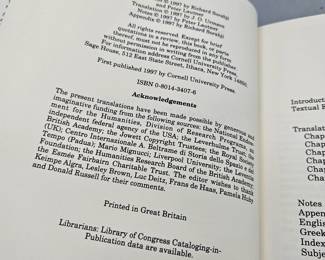 © 1997 by Richard Sorabji
Translation © 1997 by J.O. Urmson
and Peter Lautner
Notes © 1997 by Peter Lautner
Appendix © 1997 by Richard Sorabji
All rights reserved. Except for brief
quotations in a review, this book, or parts
thereof, must not be reproduced in any form
without permission in writing from the publisher.
For information address Cornell University Press,
Sage House, 512 East State Street, Ithaca, New York 14850.
First published 1997 by Cornell University Press.
ISBN 0-8014-3407-6
Acknowledgements
The present translations have been made possible by generous and
imaginative funding from the following sources: the National Endow-
ment for the Humanities, Division of Research Programs, an
independent federal agency of the USA; the Leverhulme Trust; the
British Academy; the Jowett Copyright Trustees; the Royal Society
(UK); Centro Internazionale A. Beltrame di Storia dello Spazio e del
Tempo (Padua); Mario Mignucci; Liverpool University; the Leventis
Foundation; the Humanities Research Board of the British Academy;
the Esmée Fairbairn Charitable Trust. The editor wishes to thank
Keimpe Algra, Lesley Brown, Luc Deitz, Frans de Haas, Pamela Huby
and Donald Russell for their comments.
Printed in Great Britain
Librarians: Library of Congress Cataloging-in-
Publication data are available.
Introduc
Textual E
Translation
Chap
Chap
Chap
Chap
Chap
Notes
Appen
English
Greek
Index
Subje